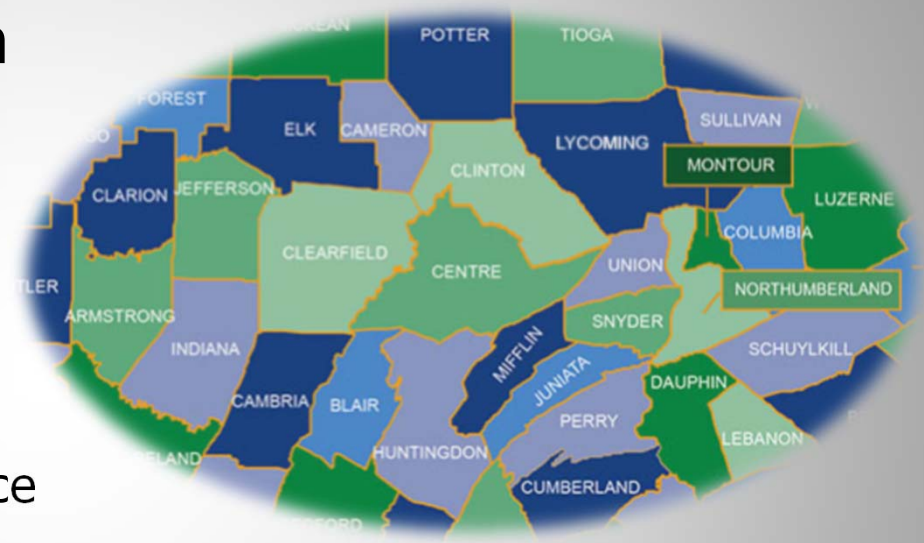 POTTER
TIOGA
FOREST
ELK
CAMERON
LYCOMING
SULLIVAN
CLINTON
MONTOUR
CLARION
JEFFERSON
LUZERNE
CLEARFIELD
COLUMBIA
CENTRE
UNION
NORTHUMBERLAND
ARMSTRONG
SNYDER
INDIANA
MIFFLIN
SCHUYLKILL
JUNIATA
DAUPHIN
CAMBRIA
BLAIR
PERRY
HUNTINGDON
LEBANON
CUMBERLAND